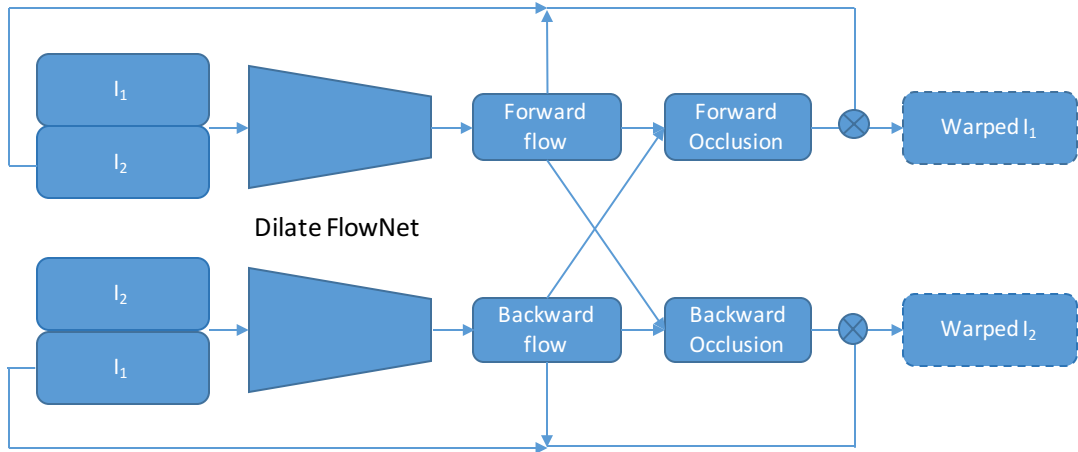 I₁
I₂
Forward
flow
Forward
Occlusion
Warped I₁
Dilate FlowNet
I₂
I₁
Backward
flow
Backward
Occlusion
Warped I₂